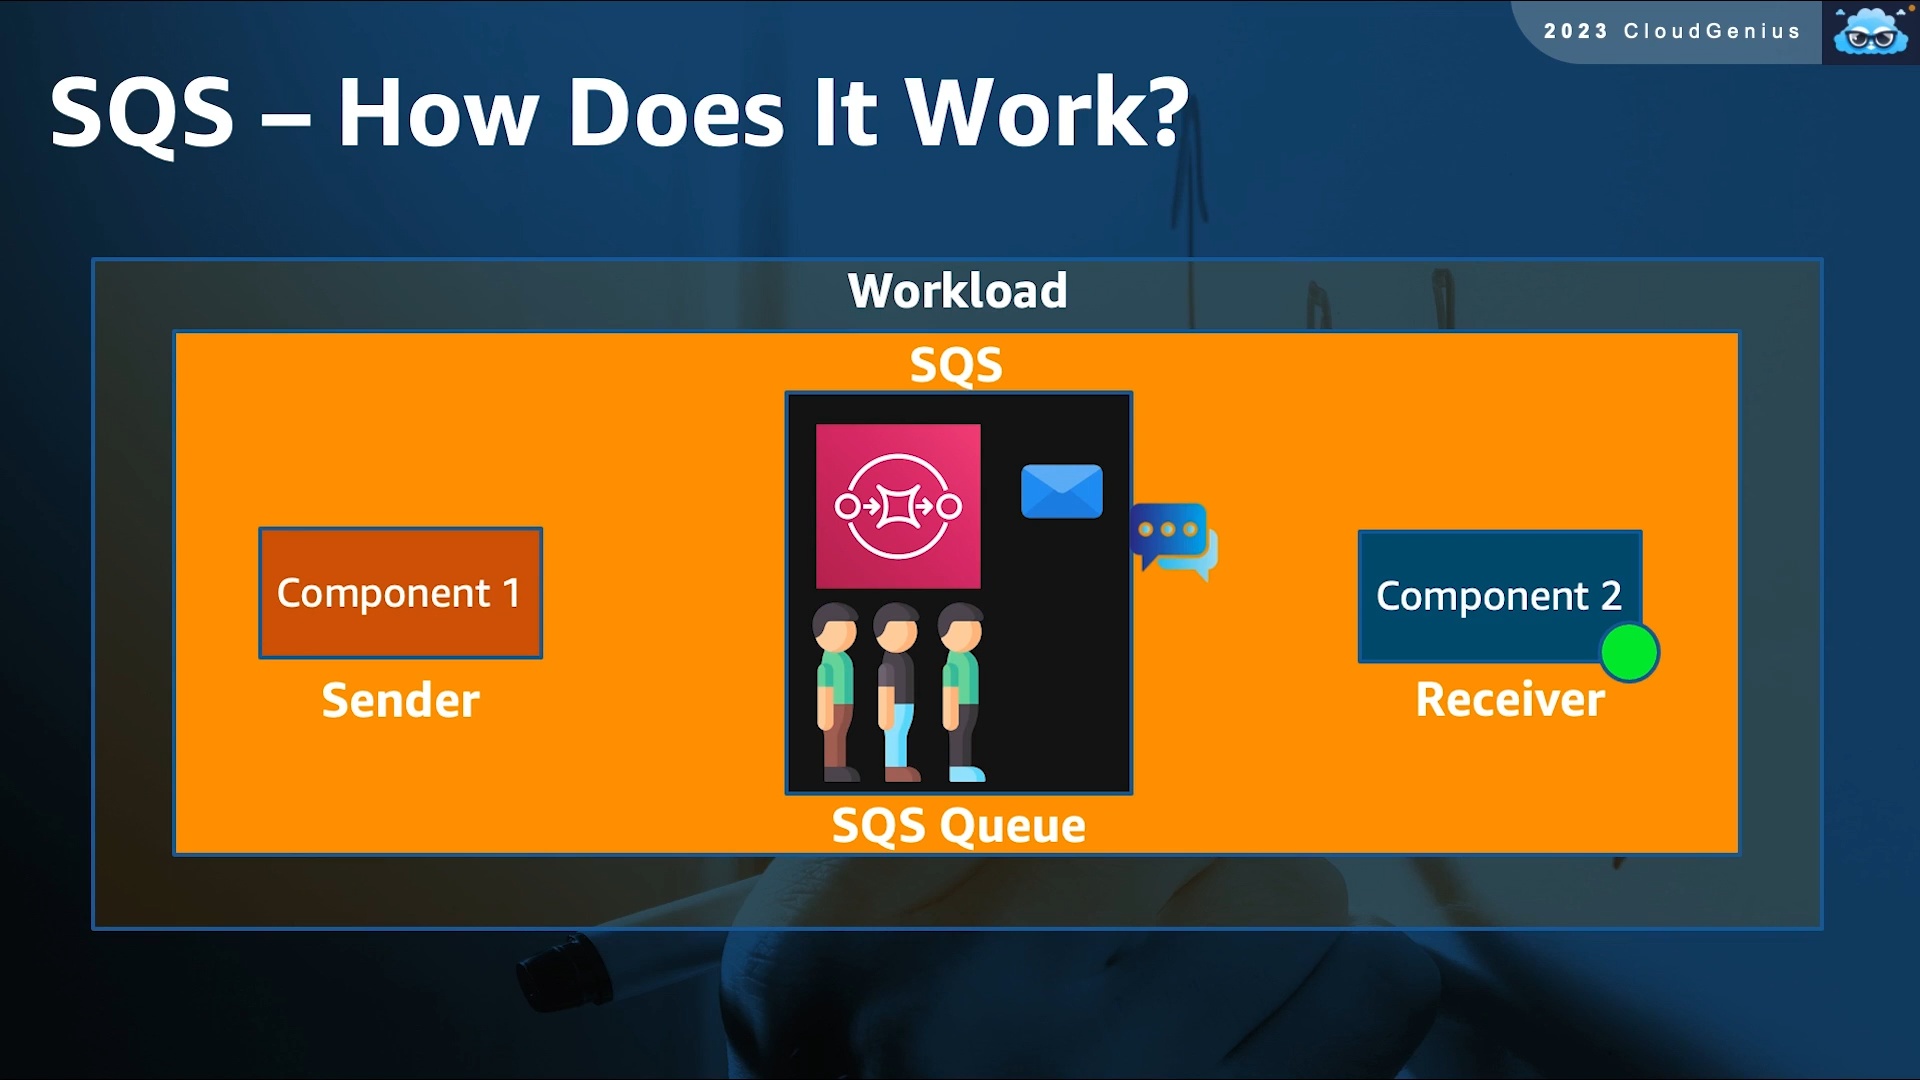 2023 CloudGenius
SQS – How Does It Work?
Workload
SQS
Component 1
Component 2
Sender
Receiver
SQS Queue